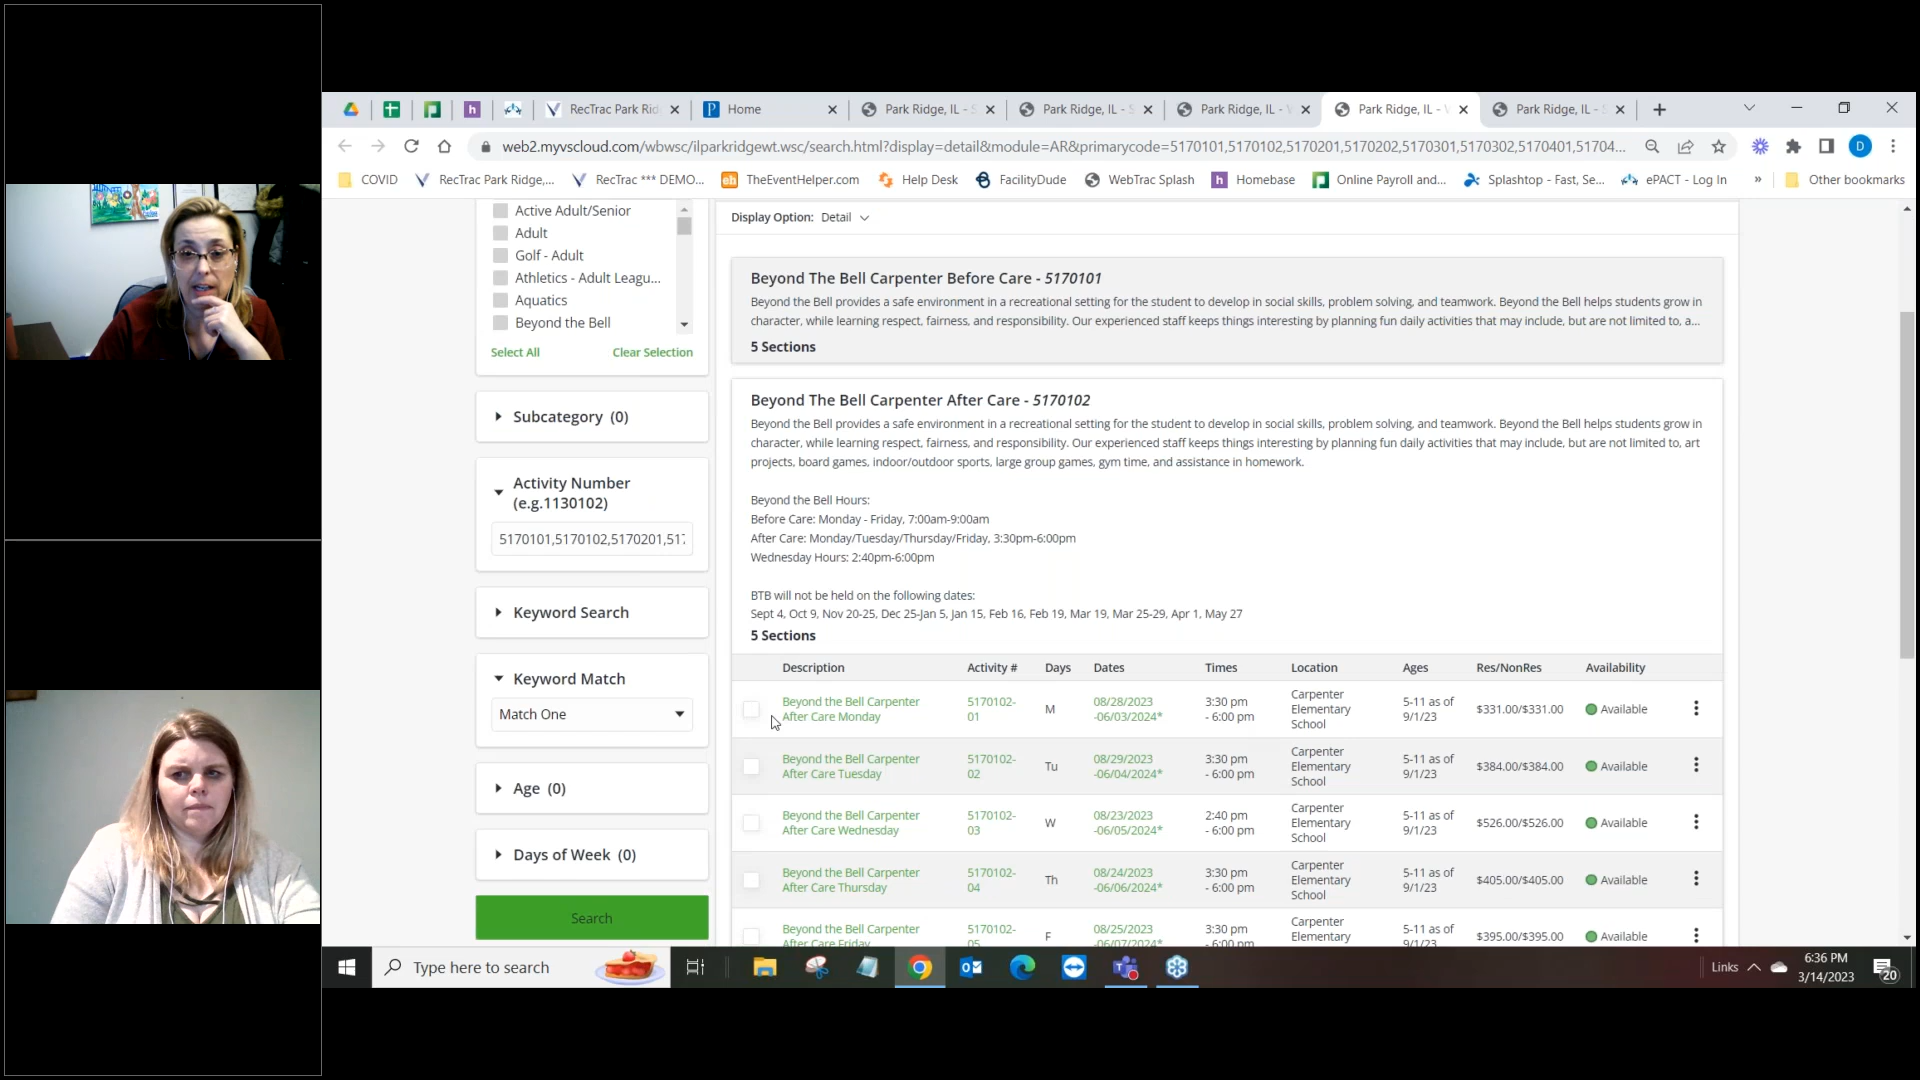 RecTrac Park Rid
Home
Park Ridge, IL - S
Park Ridge, IL - S
Park Ridge, IL - V
Park Ridge, IL - V
Park Ridge, IL - S
web2.myvscloud.com/wbwsc/ilparkridgewt.wsc/search.html?display=detail&module=AR&primarycode=5170101,5170102,5170201,5170202,5170301,5170302,5170401,51704...
D
COVID
RecTrac Park Ridge,...
RecTrac *** DEMO...
TheEventHelper.com
Help Desk
FacilityDude
WebTrac Splash
Homebase
Online Payroll and...
Splashtop - Fast, Se...
ePACT - Log In
»
Other bookmarks
Active Adult/Senior
Adult
Golf - Adult
Athletics - Adult Leagu...
Aquatics
Beyond the Bell
Select All
Clear Selection
Subcategory (0)
Activity Number
(e.g.1130102)
5170101,5170102,5170201,517
Keyword Search
Keyword Match
Match One
Age (0)
Days of Week (0)
Search
Display Option: Detail
Beyond The Bell Carpenter Before Care - 5170101
Beyond the Bell provides a safe environment in a recreational setting for the student to develop in social skills, problem solving, and teamwork. Beyond the Bell helps students grow in
character, while learning respect, fairness, and responsibility. Our experienced staff keeps things interesting by planning fun daily activities that may include, but are not limited to, a...
5 Sections
Beyond The Bell Carpenter After Care - 5170102
Beyond the Bell provides a safe environment in a recreational setting for the student to develop in social skills, problem solving, and teamwork. Beyond the Bell helps students grow in
character, while learning respect, fairness, and responsibility. Our experienced staff keeps things interesting by planning fun daily activities that may include, but are not limited to, art
projects, board games, indoor/outdoor sports, large group games, gym time, and assistance in homework.
Beyond the Bell Hours:
Before Care: Monday - Friday, 7:00am-9:00am
After Care: Monday/Tuesday/Thursday/Friday, 3:30pm-6:00pm
Wednesday Hours: 2:40pm-6:00pm
BTB will not be held on the following dates:
Sept 4, Oct 9, Nov 20-25, Dec 25-Jan 5, Jan 15, Feb 16, Feb 19, Mar 19, Mar 25-29, Apr 1, May 27
5 Sections
Description Activity # Days Dates Times Location Ages Res/NonRes Availability
Beyond the Bell Carpenter
After Care Monday
5170102-
01
M
08/28/2023
-06/03/2024*
3:30 pm
- 6:00 pm
Carpenter
Elementary
School
5-11 as of
9/1/23
$331.00/$331.00
Available
Beyond the Bell Carpenter
After Care Tuesday
5170102-
02
Tu
08/29/2023
-06/04/2024*
3:30 pm
- 6:00 pm
Carpenter
Elementary
School
5-11 as of
9/1/23
$384.00/$384.00
Available
Beyond the Bell Carpenter
After Care Wednesday
5170102-
03
W
08/23/2023
-06/05/2024*
2:40 pm
- 6:00 pm
Carpenter
Elementary
School
5-11 as of
9/1/23
$526.00/$526.00
Available
Beyond the Bell Carpenter
After Care Thursday
5170102-
04
Th
08/24/2023
-06/06/2024*
3:30 pm
- 6:00 pm
Carpenter
Elementary
School
5-11 as of
9/1/23
$405.00/$405.00
Available
Beyond the Bell Carpenter
After Care Friday
5170102-
05
F
08/25/2023
-06/07/2024*
3:30 pm
- 6:00 pm
Carpenter
Elementary
5-11 as of
9/1/23
$395.00/$395.00
Available
Type here to search
Links
6:36 PM
3/14/2023
20